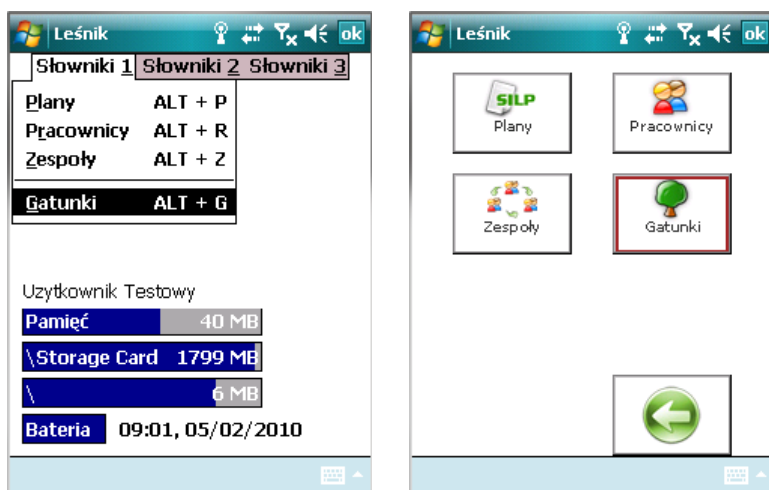 Leśnik
ok
Słowniki 1 Słowniki 2 Słowniki 3
Plany ALT + P
Pracownicy ALT + R
Zespoły ALT + Z
Gatunki ALT + G
Uzytkownik Testowy
Pamięć 40 MB
\Storage Card 1799 MB
\ 6 MB
Bateria 09:01, 05/02/2010
Leśnik
ok
SILP
Plany
Pracownicy
Zespoły
Gatunki